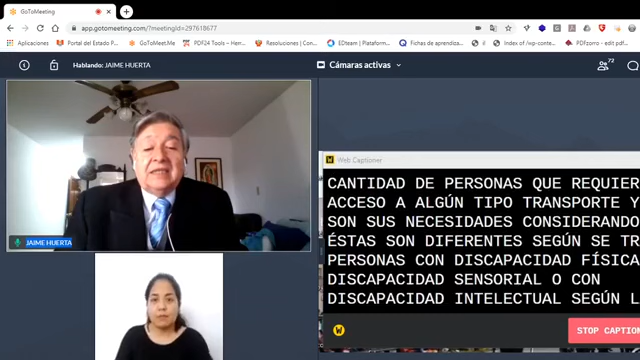 GoToMeeting
app.gotomeeting.com/?meetingId=297618677
Aplicaciones
Portal del Estado P...
GoToMeet.Me
PDF24 Tools – Herr...
Resoluciones | Con...
EDteam | Plataform...
Fichas de aprendizaj...
Index of /wp-conte...
PDFzorro - edit pdf...
Hablando: JAIME HUERTA
Cámaras activas
72
JAIME HUERTA
Web Captioner
CANTIDAD DE PERSONAS QUE REQUIER
ACCESO A ALGÚN TIPO TRANSPORTE Y
SON SUS NECESIDADES CONSIDERANDO
ÉSTAS SON DIFERENTES SEGÚN SE TR
PERSONAS CON DISCAPACIDAD FÍSICA
DISCAPACIDAD SENSORIAL O CON
DISCAPACIDAD INTELECTUAL SEGÚN L
STOP CAPTION